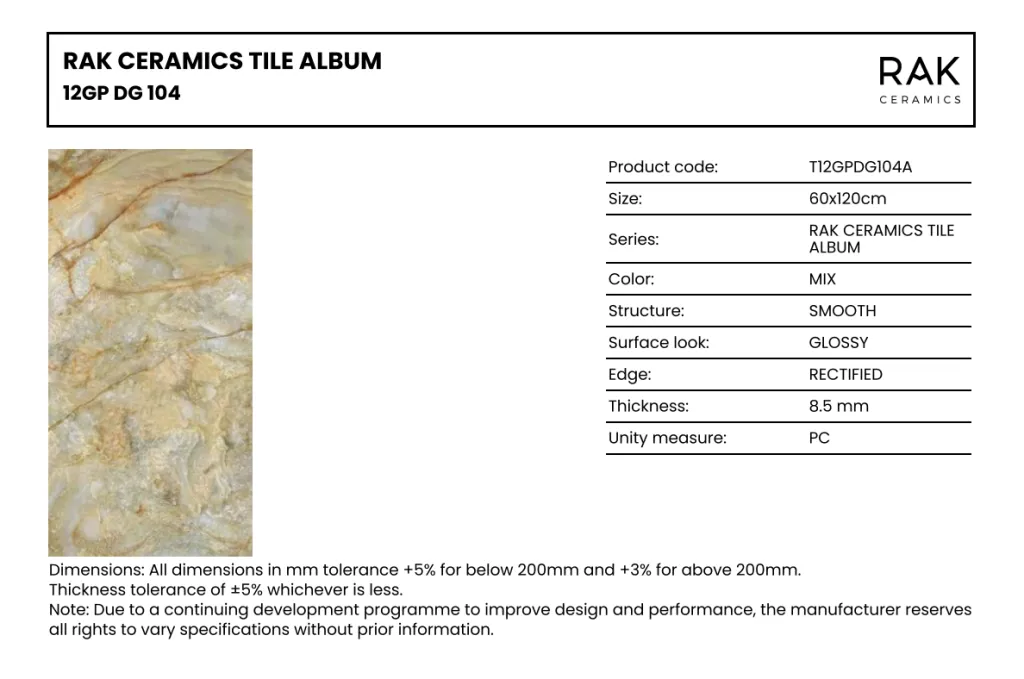 RAK CERAMICS TILE ALBUM
12GP DG 104
RAK
CERAMICS
Product code: T12GPDG104A
Size: 60x120cm
Series: RAK CERAMICS TILE
ALBUM
Color: MIX
Structure: SMOOTH
Surface look: GLOSSY
Edge: RECTIFIED
Thickness: 8.5 mm
Unity measure: PC
Dimensions: All dimensions in mm tolerance +5% for below 200mm and +3% for above 200mm.
Thickness tolerance of ±5% whichever is less.
Note: Due to a continuing development programme to improve design and performance, the manufacturer reserves
all rights to vary specifications without prior information.